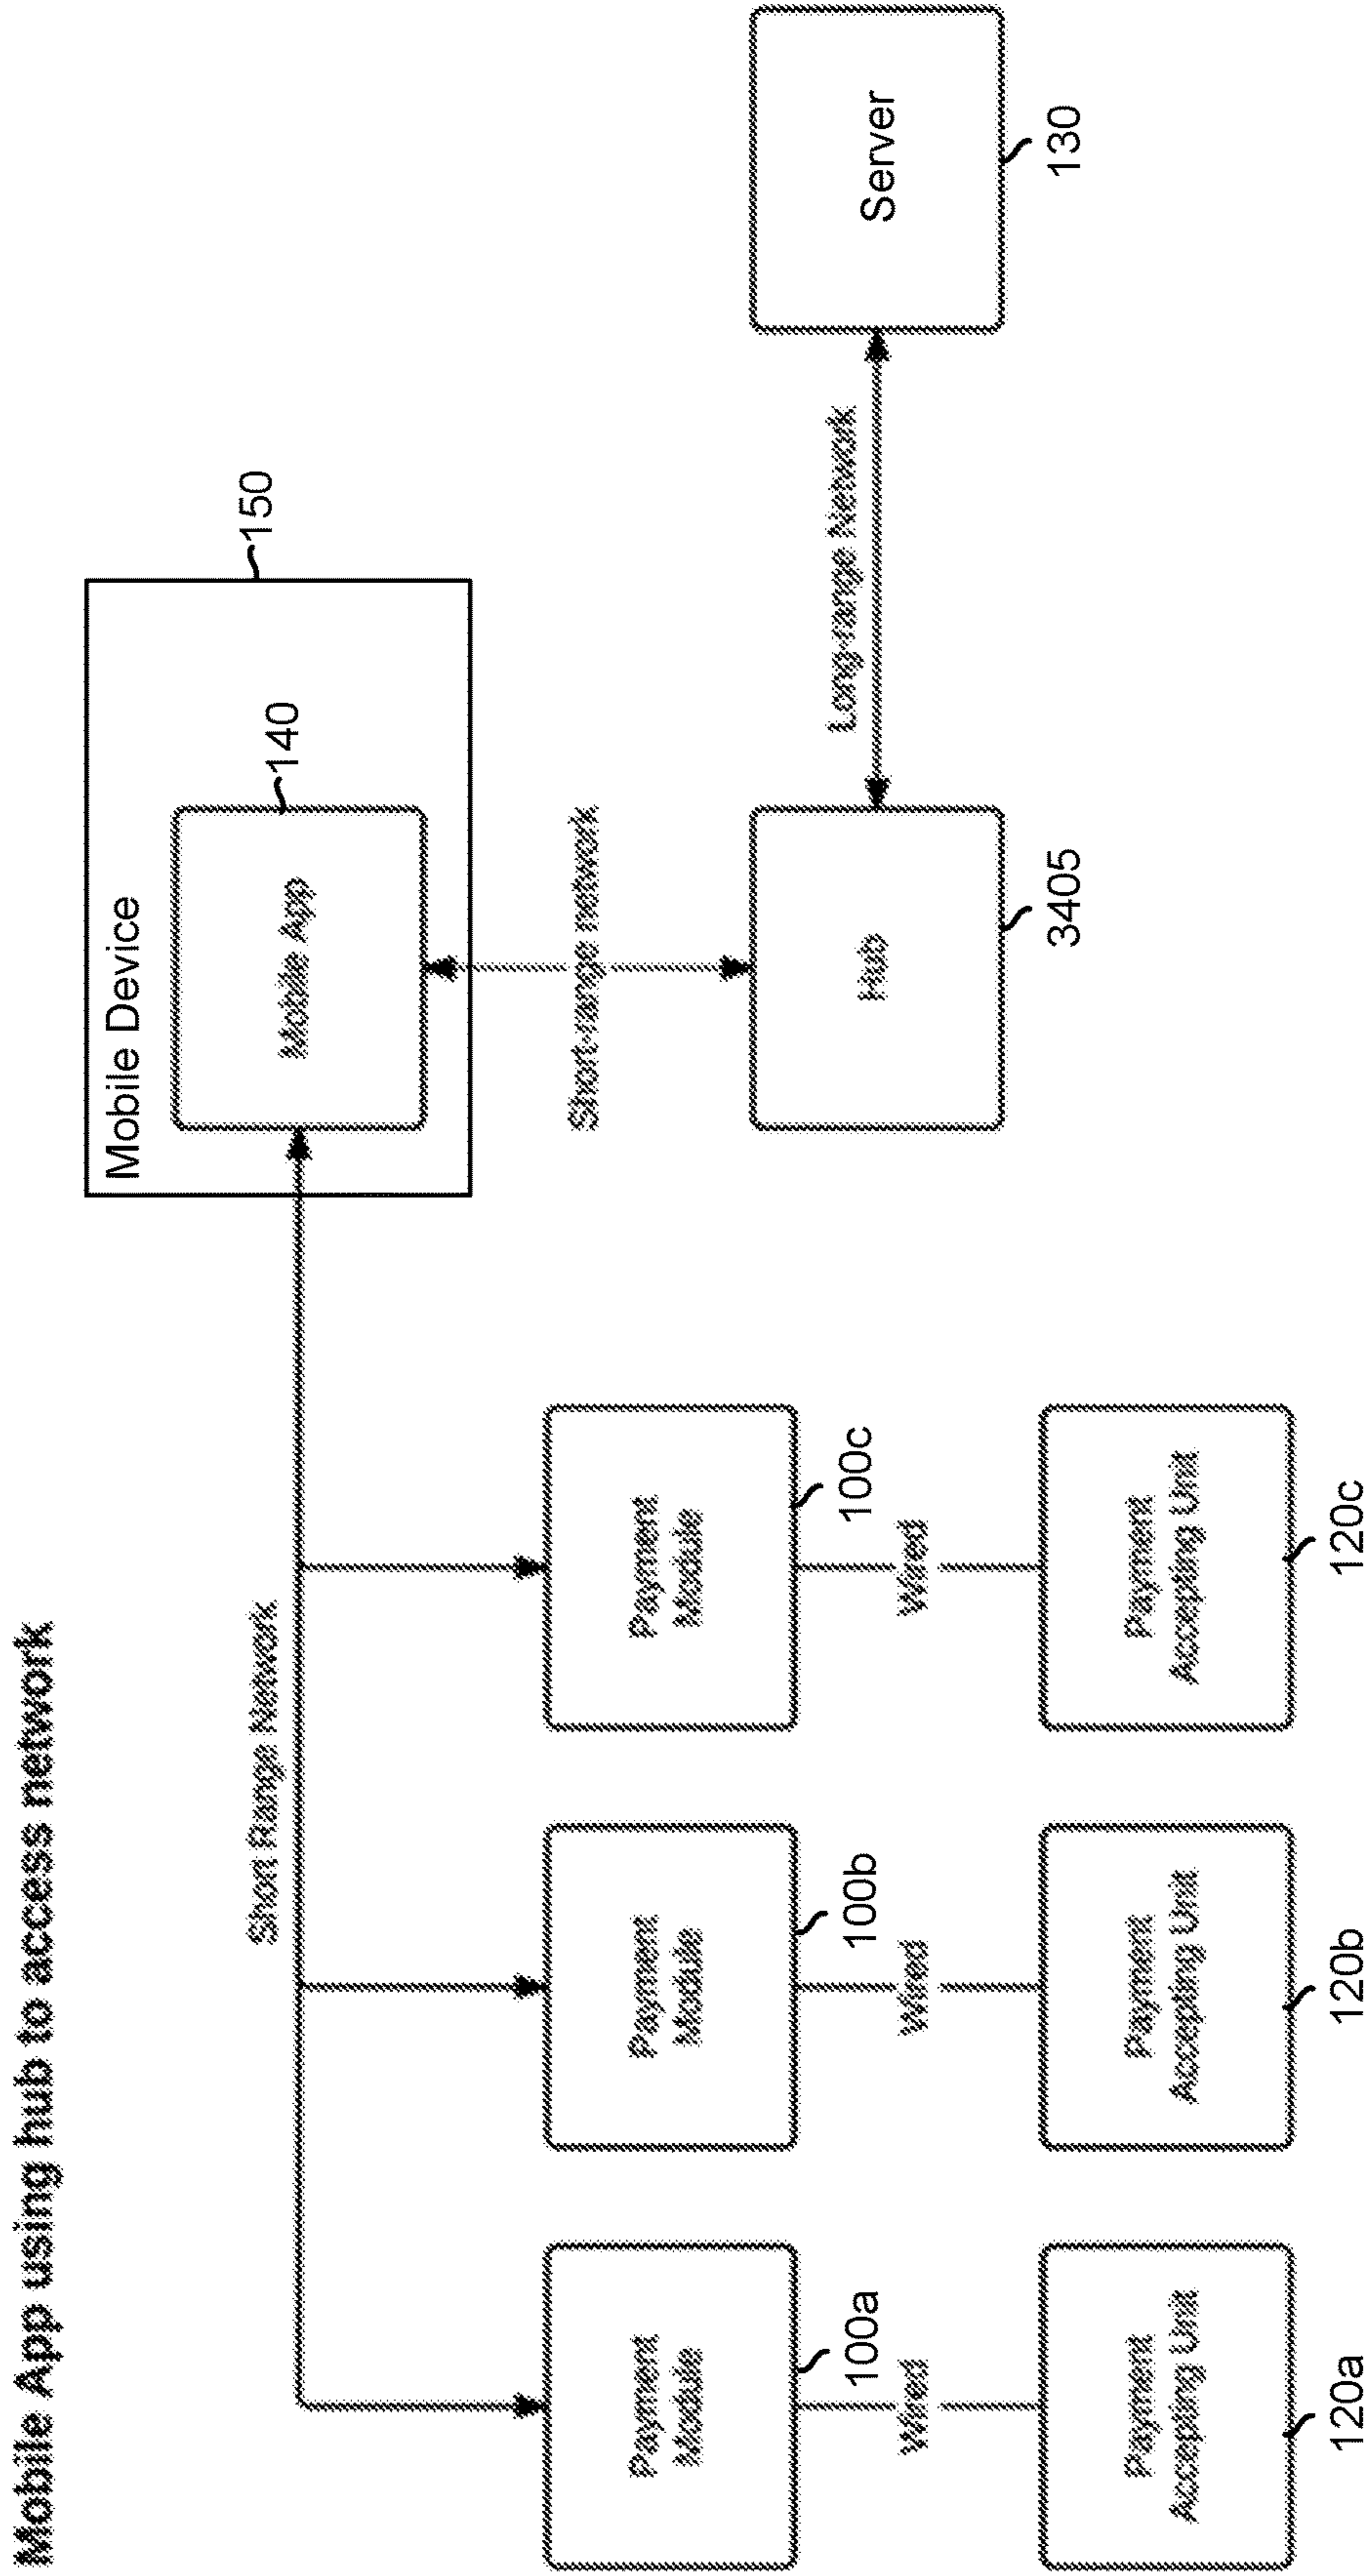 Mobile App using hub to access network
Mobile Device
150
140
Mobile App
Short Range Network
Short-range network
Payment
Module
100a
Payment
Module
100b
Payment
Module
100c
Hub
3405
Long-range Network
Server
130
Wired
Wired
Wired
Payment
Accepting Unit
120a
Payment
Accepting Unit
120b
Payment
Accepting Unit
120c